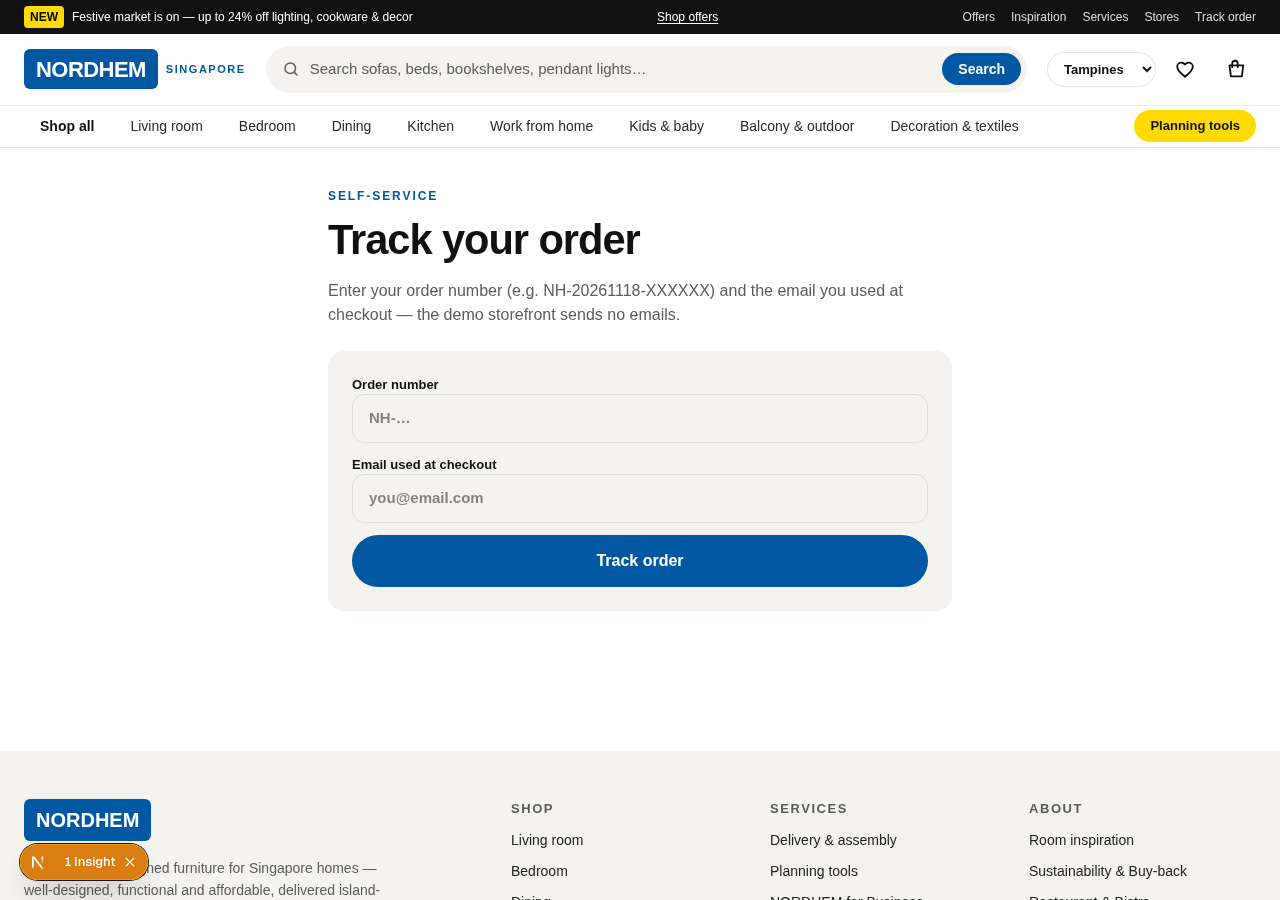 NEW Festive market is on — up to 24% off lighting, cookware & decor Shop offers Offers Inspiration Services Stores Track order
NORDHEM SINGAPORE Search sofas, beds, bookshelves, pendant lights… Search Tampines
Shop all Living room Bedroom Dining Kitchen Work from home Kids & baby Balcony & outdoor Decoration & textiles Planning tools
SELF-SERVICE
Track your order
Enter your order number (e.g. NH-20261118-XXXXXX) and the email you used at
checkout — the demo storefront sends no emails.
Order number
NH-…
Email used at checkout
you@email.com
Track order
NORDHEM SHOP SERVICES ABOUT
Living room Delivery & assembly Room inspiration
1 Insight furniture for Singapore homes — Bedroom Planning tools Sustainability & Buy-back
well-designed, functional and affordable, delivered island-
Dining NORDHEM for Business Restaurant & Bistro